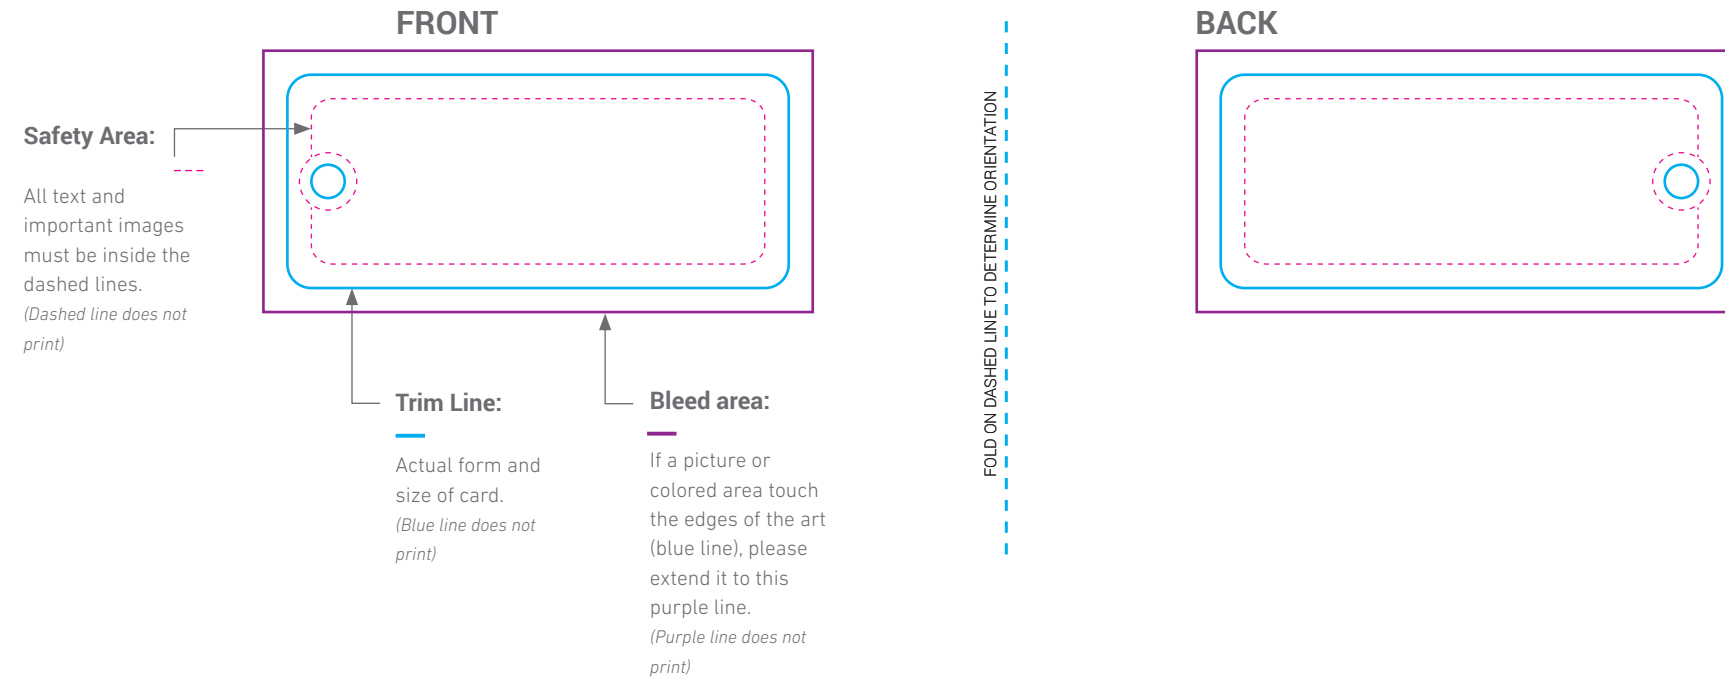 FRONT
BACK
Safety Area:
All text and
important images
must be inside the
dashed lines.
(Dashed line does not
print)
Trim Line:
Actual form and
size of card.
(Blue line does not
print)
Bleed area:
If a picture or
colored area touch
the edges of the art
(blue line), please
extend it to this
purple line.
(Purple line does not
print)
FOLD ON DASHED LINE TO DETERMINE ORIENTATION